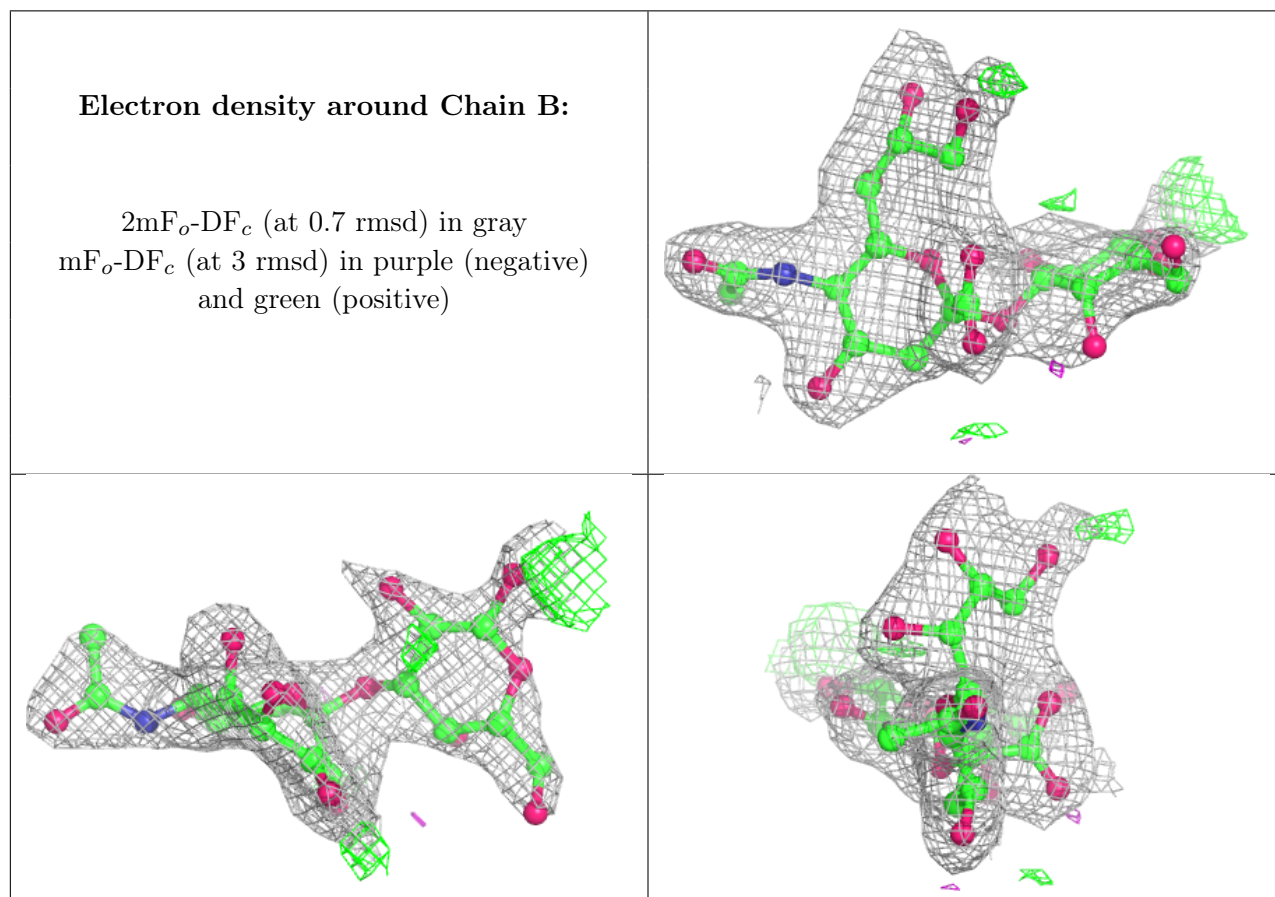 Electron density around Chain B:
2mFo-DFc (at 0.7 rmsd) in gray
mFo-DFc (at 3 rmsd) in purple (negative)
and green (positive)